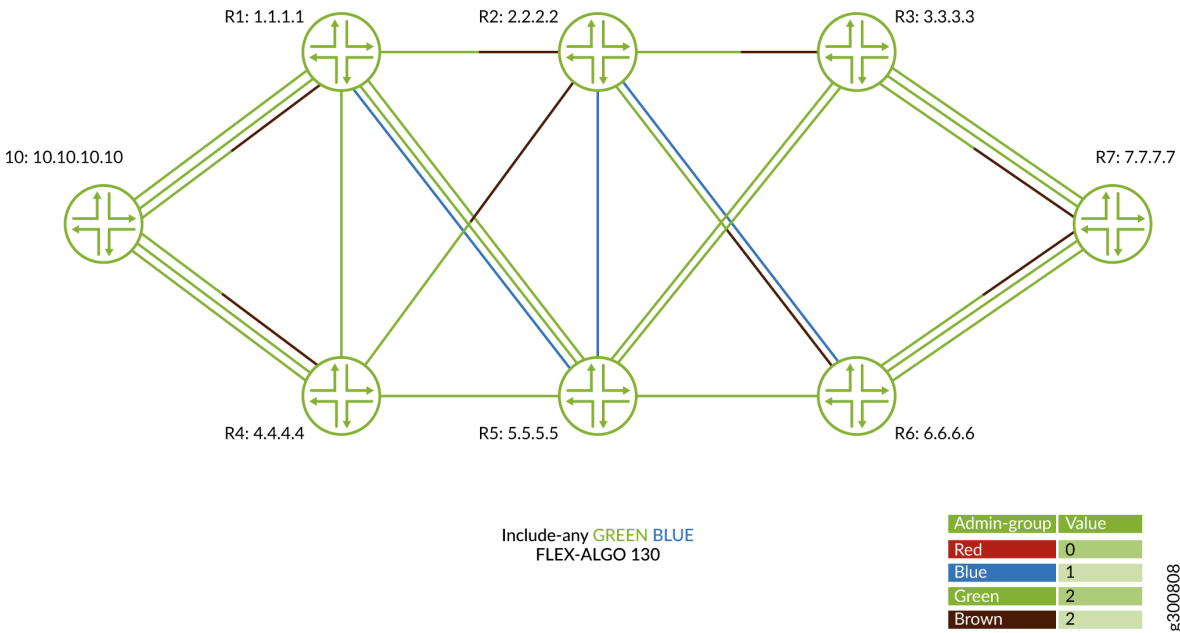 R1: 1.1.1.1
R2: 2.2.2.2
R3: 3.3.3.3
10: 10.10.10.10
R7: 7.7.7.7
R4: 4.4.4.4
R5: 5.5.5.5
R6: 6.6.6.6
Include-any GREEN BLUE
FLEX-ALGO 130
Admin-group Value
Red 0
Blue 1
Green 2
Brown 2
g300808